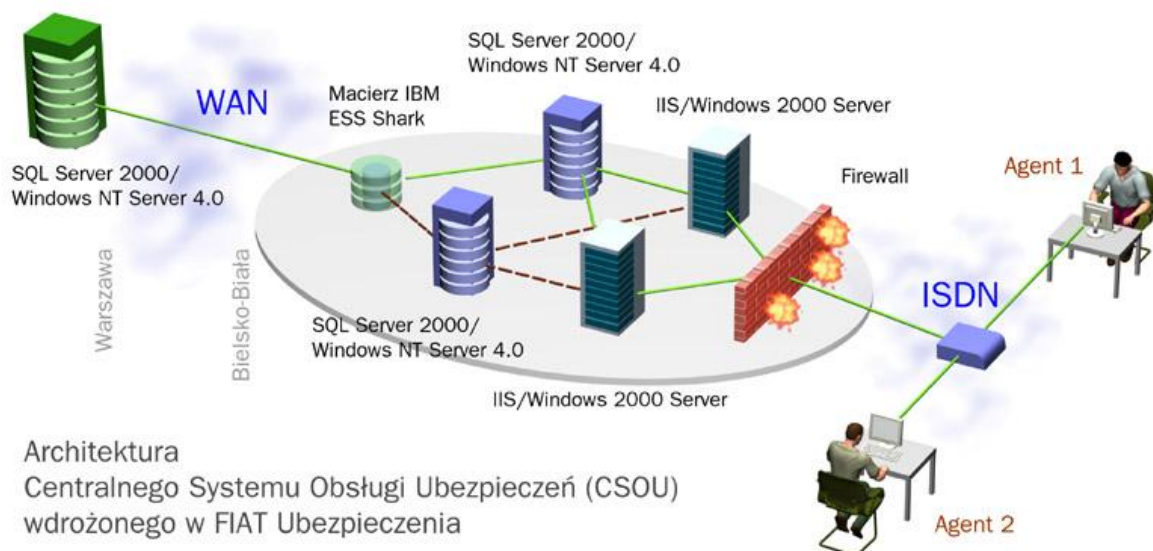 SQL Server 2000/
Windows NT Server 4.0
WAN
Macierz IBM
ESS Shark
IIS/Windows 2000 Server
SQL Server 2000/
Windows NT Server 4.0
Firewall
Agent 1
Warszawa
Bielsko-Biała
ISDN
SQL Server 2000/
Windows NT Server 4.0
IIS/Windows 2000 Server
Architektura
Centralnego Systemu Obsługi Ubezpieczeń (CSOU)
wdrożonego w FIAT Ubezpieczenia
Agent 2